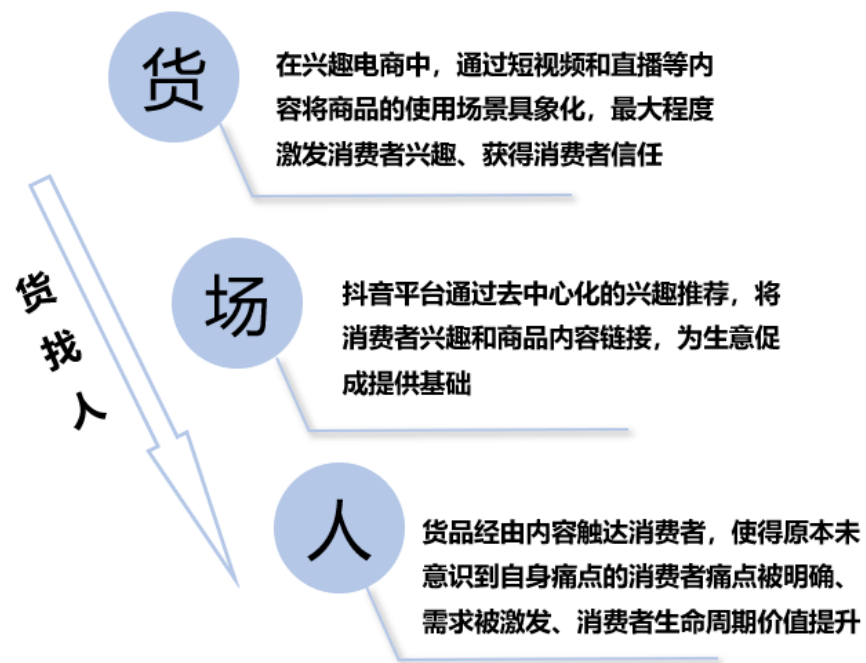 货
在兴趣电商中，通过短视频和直播等内
容将商品的使用场景具象化，最大程度
激发消费者兴趣、获得消费者信任
货
找
人
场
抖音平台通过去中心化的兴趣推荐，将
消费者兴趣和商品内容链接，为生意促
成提供基础
人
货品经由内容触达消费者，使得原本未
意识到自身痛点的消费者痛点被明确、
需求被激发、消费者生命周期价值提升